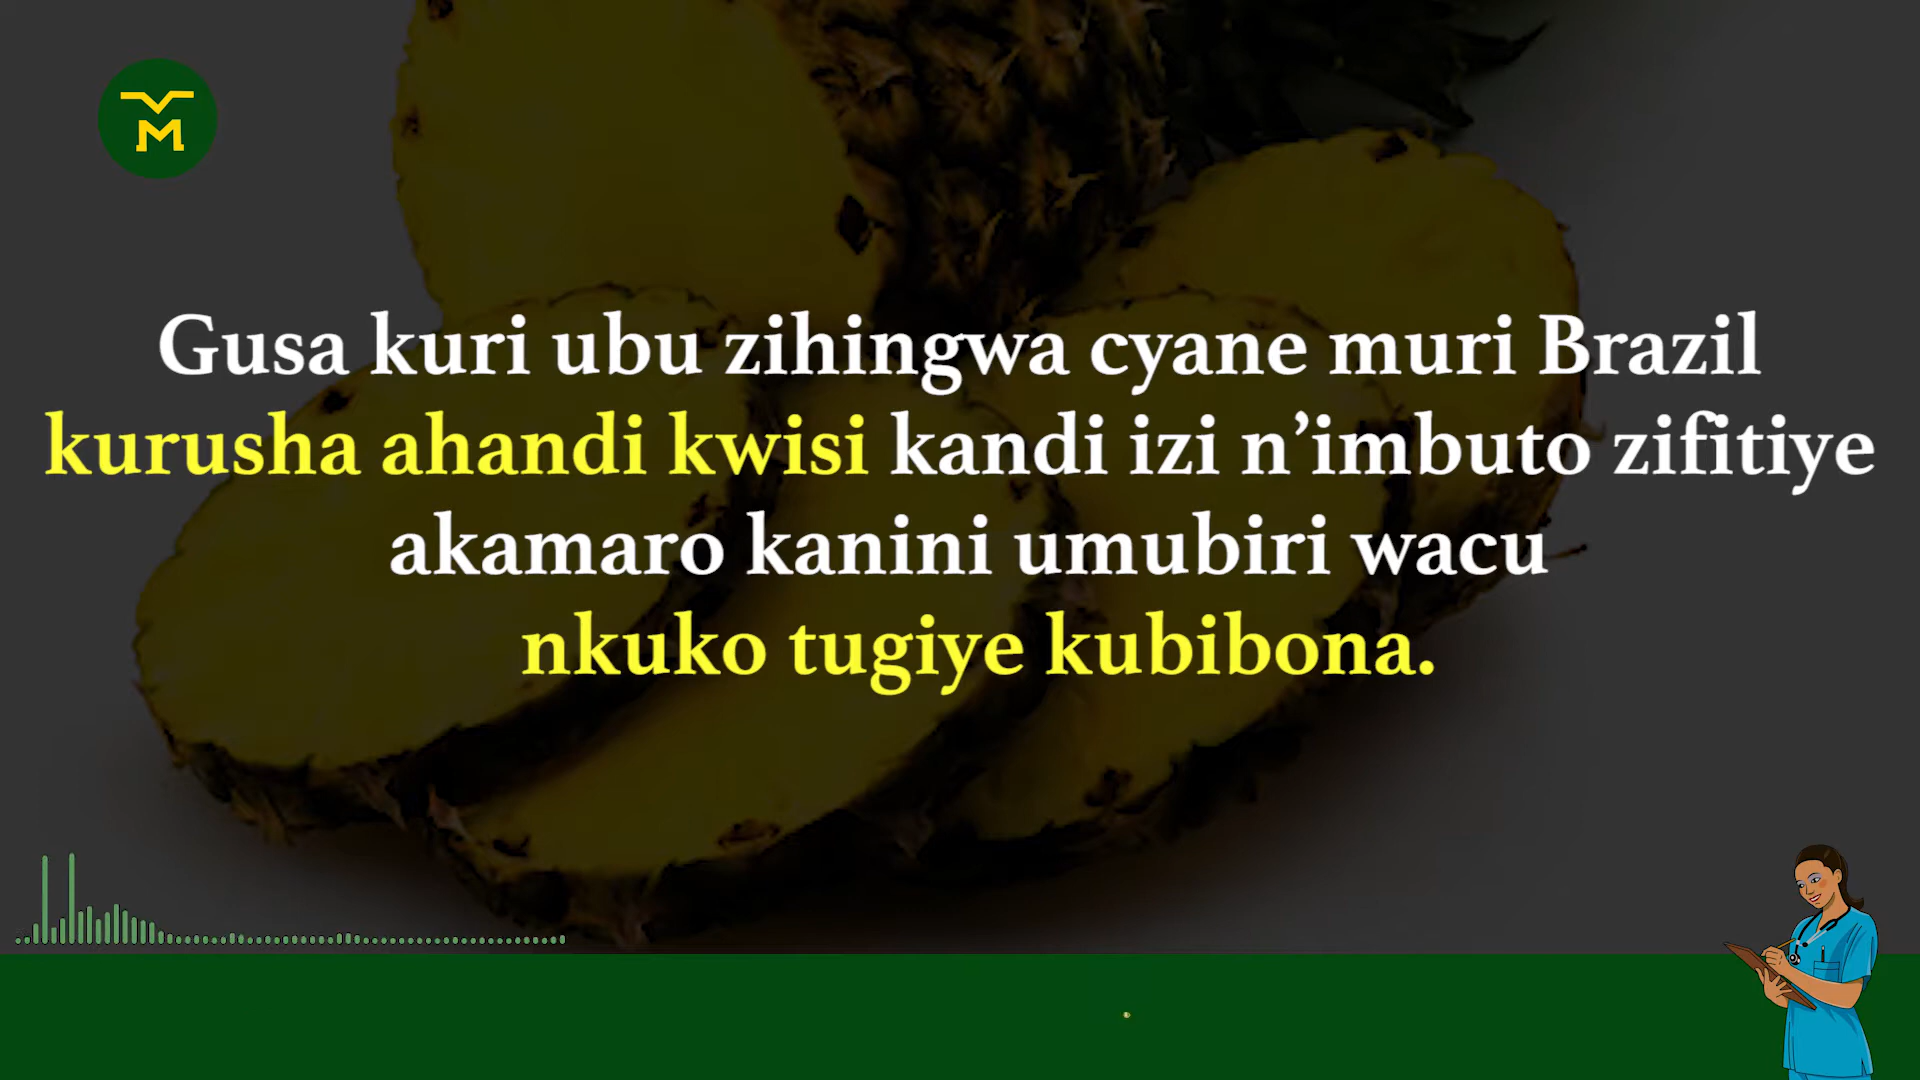 YM
Gusa kuri ubu zihingwa cyane muri Brazil
kurusha ahandi kwisi kandi izi n’imbuto zifitiye
akamaro kanini umubiri wacu
nkuko tugiye kubibona.